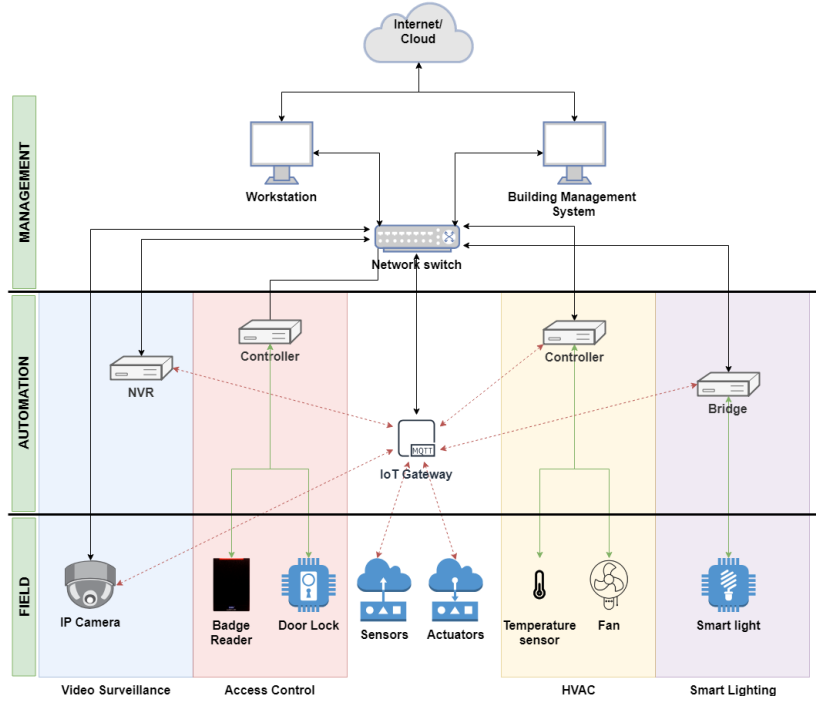 Internet/
Cloud
MANAGEMENT
Workstation
Building Management
System
Network switch
AUTOMATION
Controller
Controller
NVR
Bridge
MQTT
IoT Gateway
FIELD
IP Camera
Badge
Reader
Door Lock
Sensors
Actuators
Temperature
sensor
Fan
Smart light
Video Surveillance
Access Control
HVAC
Smart Lighting